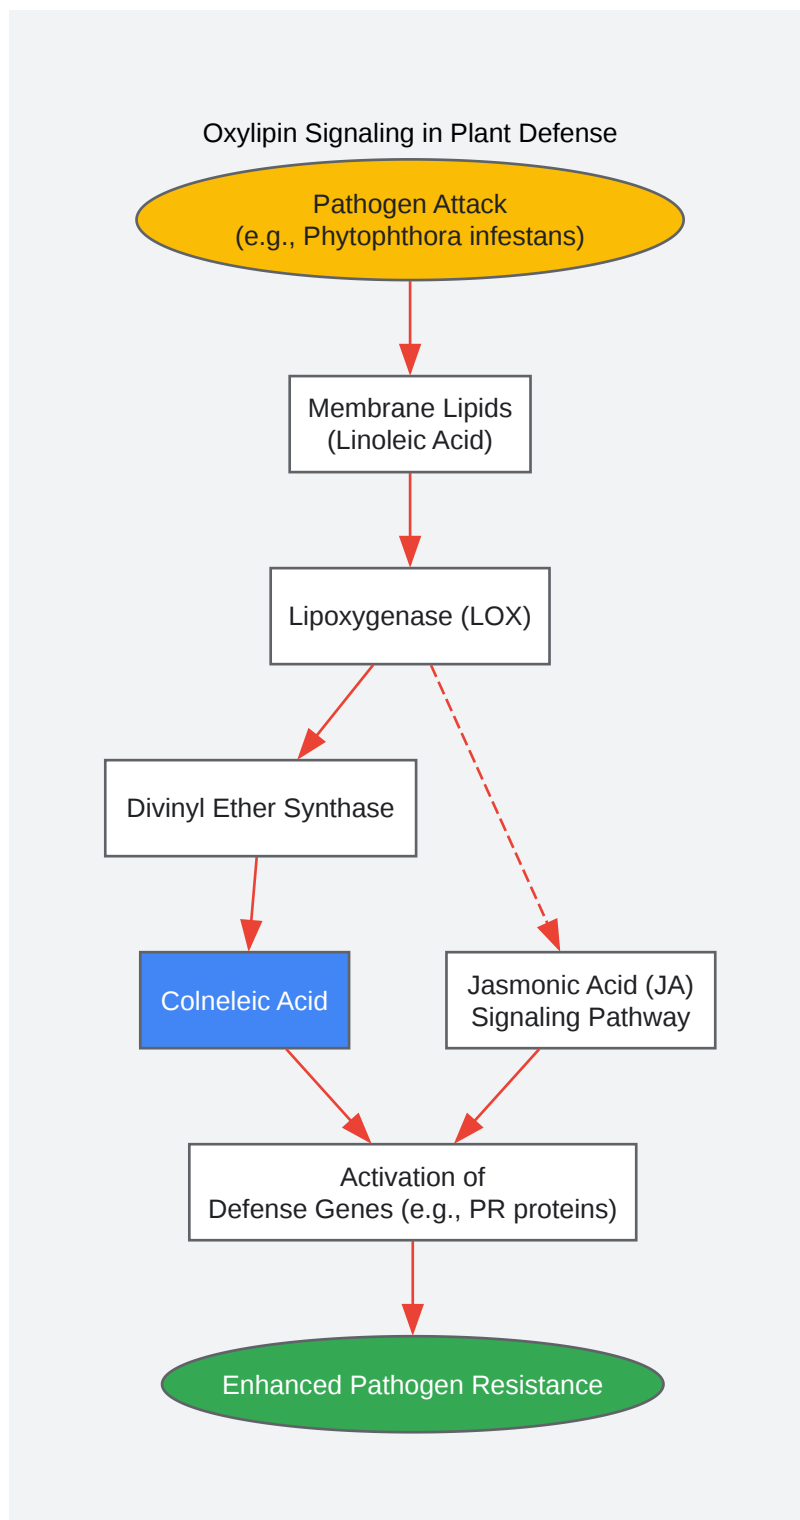 Oxylipin Signaling in Plant Defense
Pathogen Attack
(e.g., Phytophthora infestans)
Membrane Lipids
(Linoleic Acid)
Lipoxygenase (LOX)
Divinyl Ether Synthase
Colneleic Acid
Jasmonic Acid (JA)
Signaling Pathway
Activation of
Defense Genes (e.g., PR proteins)
Enhanced Pathogen Resistance